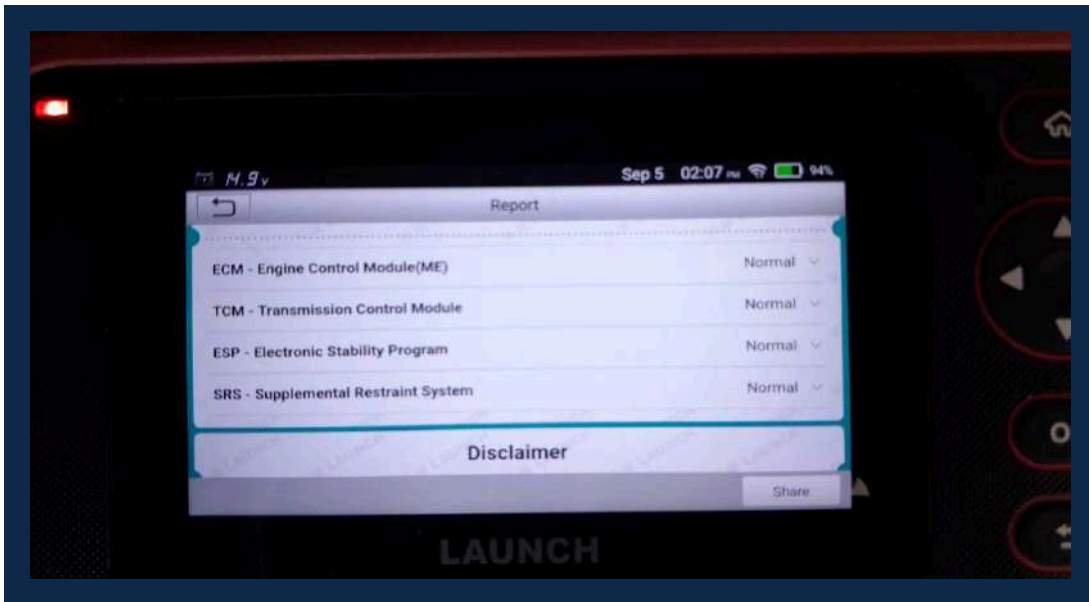 14.9v Sep 5 02:07 PM 94%
Report
ECM - Engine Control Module(ME) Normal
TCM - Transmission Control Module Normal
ESP - Electronic Stability Program Normal
SRS - Supplemental Restraint System Normal
Disclaimer
Share
LAUNCH